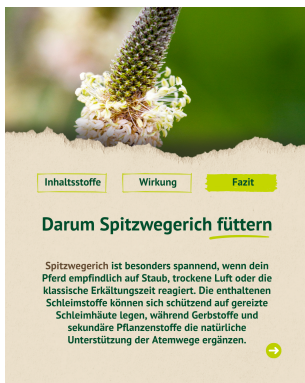 Inhaltsstoffe Wirkung Fazit
Darum Spitzwegerich füttern
Spitzwegerich ist besonders spannend, wenn dein
Pferd empfindlich auf Staub, trockene Luft oder die
klassische Erkältungszeit reagiert. Die enthaltenen
Schleimstoffe können sich schützend auf gereizte
Schleimhäute legen, während Gerbstoffe und
sekundäre Pflanzenstoffe die natürliche
Unterstützung der Atemwege ergänzen.